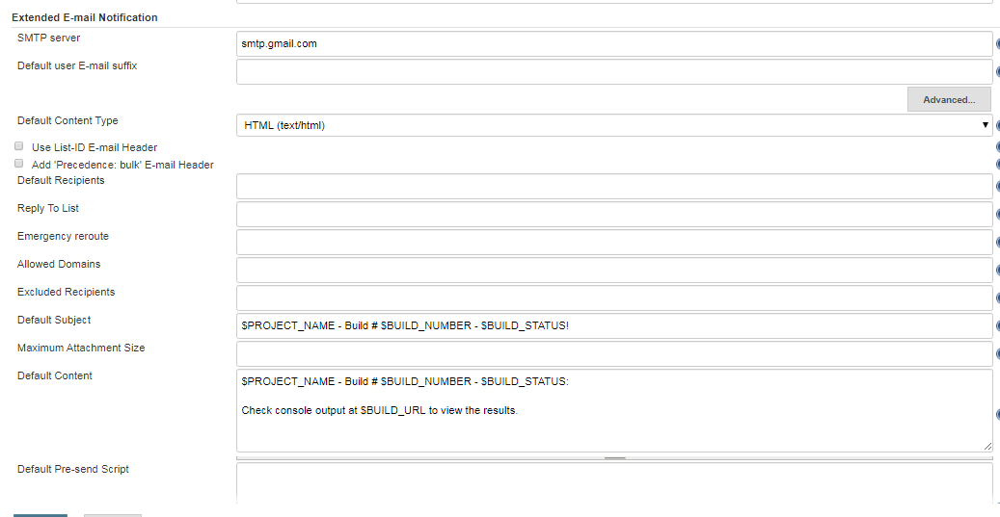 Extended E-mail Notification
SMTP server
smtp.gmail.com
Default user E-mail suffix
Advanced...
Default Content Type
HTML (text/html)
Use List-ID E-mail Header
Add 'Precedence: bulk' E-mail Header
Default Recipients
Reply To List
Emergency reroute
Allowed Domains
Excluded Recipients
Default Subject
$PROJECT_NAME - Build # $BUILD_NUMBER - $BUILD_STATUS!
Maximum Attachment Size
Default Content
$PROJECT_NAME - Build # $BUILD_NUMBER - $BUILD_STATUS:
Check console output at $BUILD_URL to view the results.
Default Pre-send Script